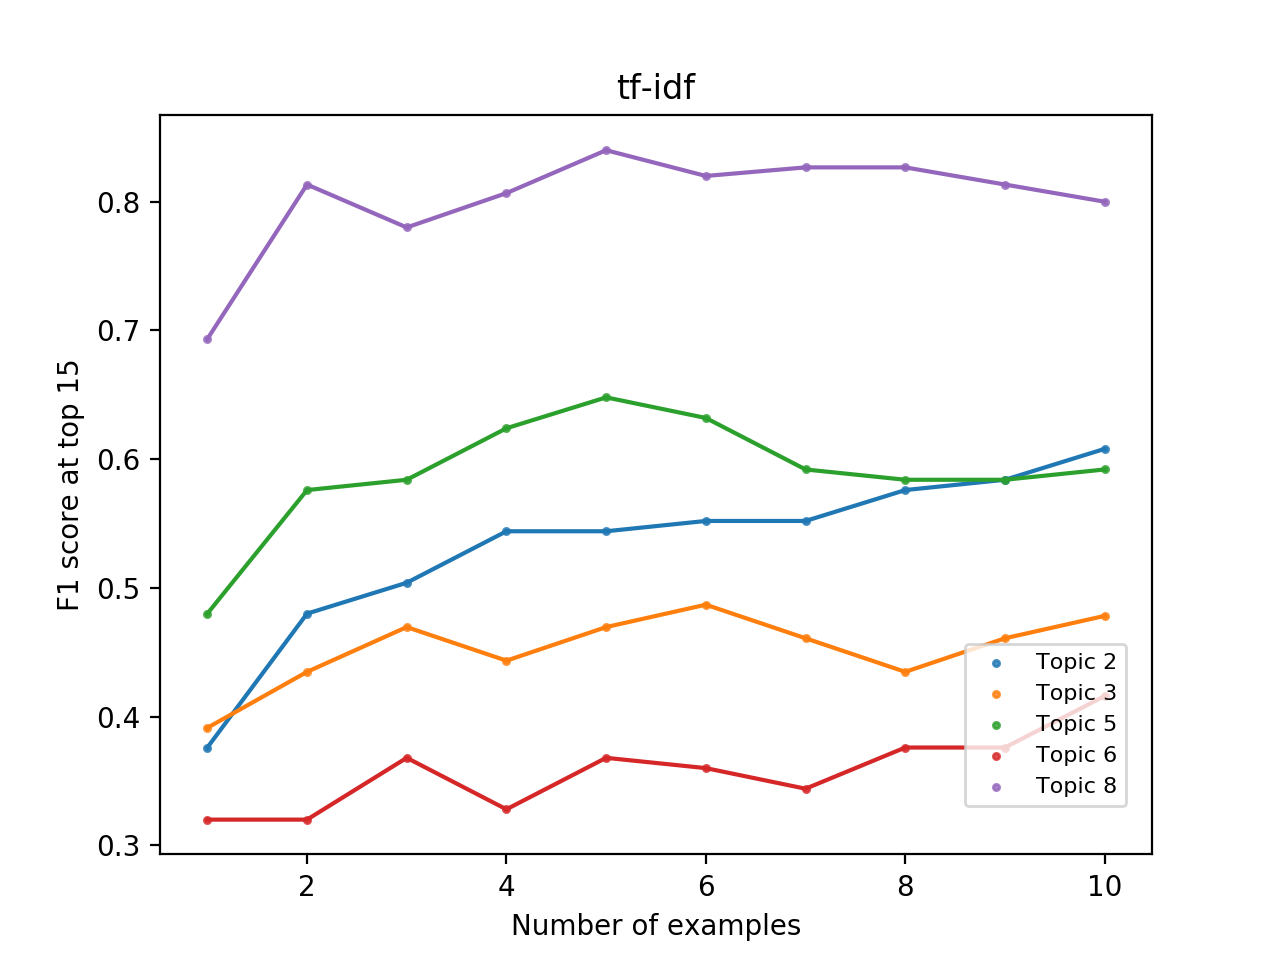 tf-idf
F1 score at top 15
0.8
0.7
0.6
0.5
0.4
0.3
Topic 2
Topic 3
Topic 5
Topic 6
Topic 8
2 4 6 8 10
Number of examples